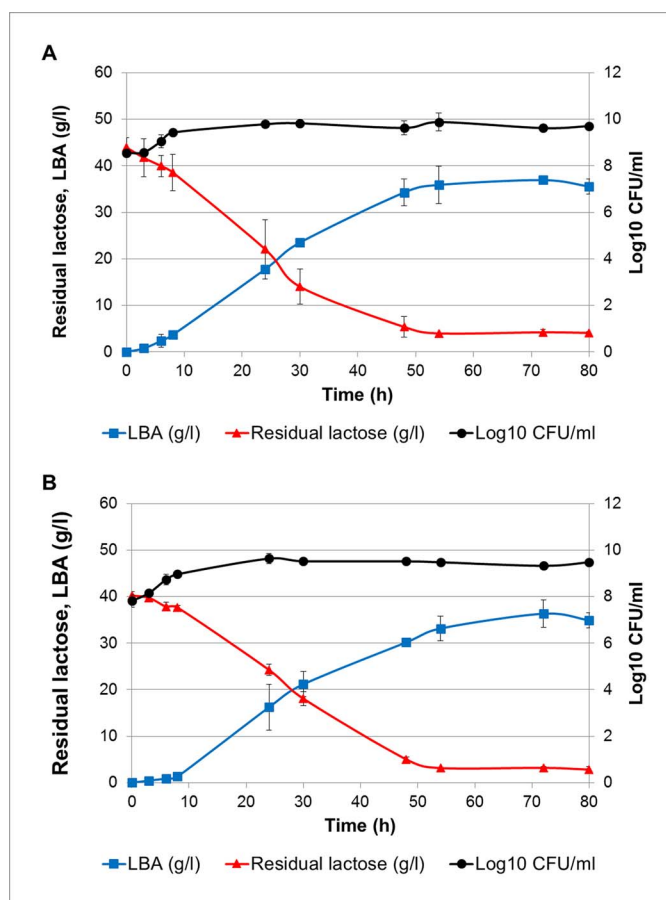 A
60
50
40
30
20
10
0
Residual lactose, LBA (g/l)
12
10
8
6
4
2
0
Log10 CFU/ml
0 10 20 30 40 50 60 70 80
Time (h)
LBA (g/l) Residual lactose (g/l) Log10 CFU/ml
B
60
50
40
30
20
10
0
Residual lactose, LBA (g/l)
12
10
8
6
4
2
0
Log10 CFU/ml
0 10 20 30 40 50 60 70 80
Time (h)
LBA (g/l) Residual lactose (g/l) Log10 CFU/ml